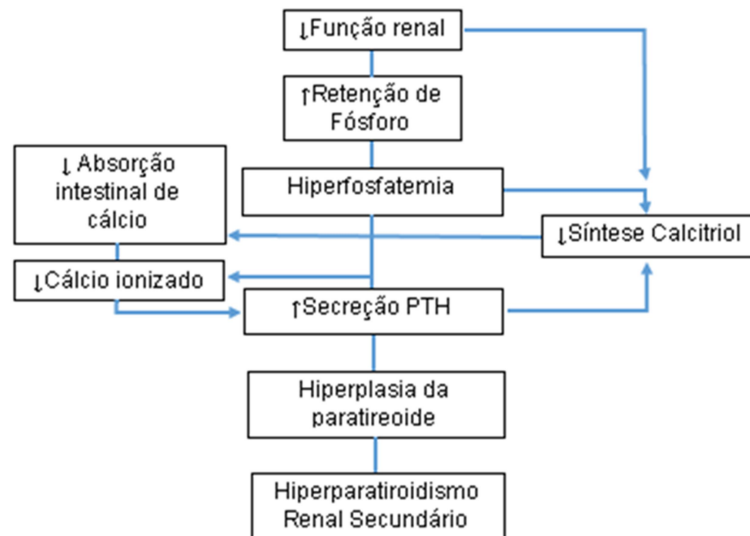 ↓Função renal
↑Retenção de
Fósforo
↓ Absorção
intestinal de
cálcio
Hiperfosfatemia
↓Síntese Calcitriol
↓Cálcio ionizado
↑Secreção PTH
Hiperplasia da
paratireoide
Hiperparatiroidismo
Renal Secundário